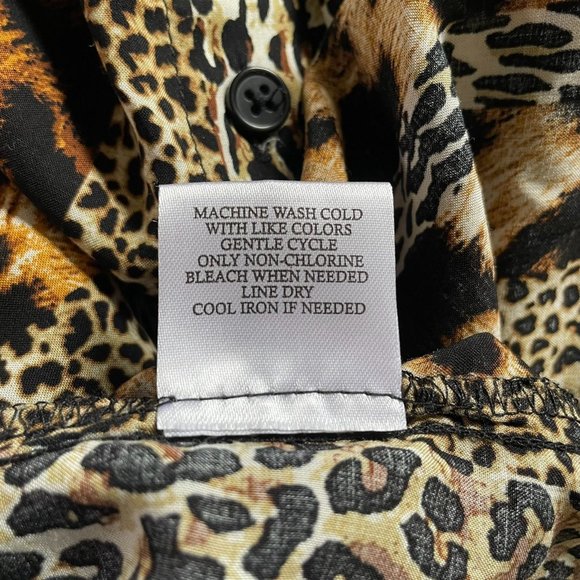 MACHINE WASH COLD
WITH LIKE COLORS
GENTLE CYCLE
ONLY NON-CHLORINE
BLEACH WHEN NEEDED
LINE DRY
COOL IRON IF NEEDED